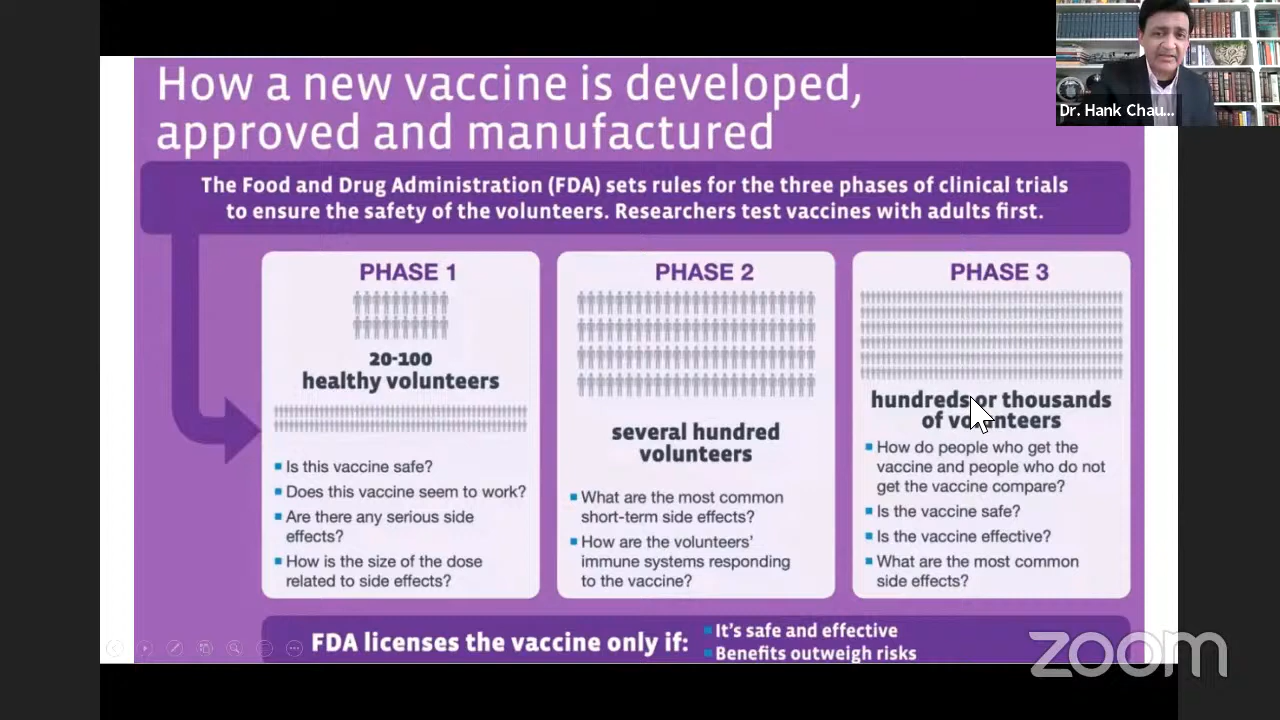 How a new vaccine is developed,
approved and manufactured
The Food and Drug Administration (FDA) sets rules for the three phases of clinical trials
to ensure the safety of the volunteers. Researchers test vaccines with adults first.
PHASE 1
20-100
healthy volunteers
Is this vaccine safe?
Does this vaccine seem to work?
Are there any serious side
effects?
How is the size of the dose
related to side effects?
PHASE 2
several hundred
volunteers
What are the most common
short-term side effects?
How are the volunteers'
immune systems responding
to the vaccine?
PHASE 3
hundreds or thousands
of volunteers
How do people who get the
vaccine and people who do not
get the vaccine compare?
Is the vaccine safe?
Is the vaccine effective?
What are the most common
side effects?
FDA licenses the vaccine only if:
It's safe and effective
Benefits outweigh risks
Dr. Hank Chau...
zoom